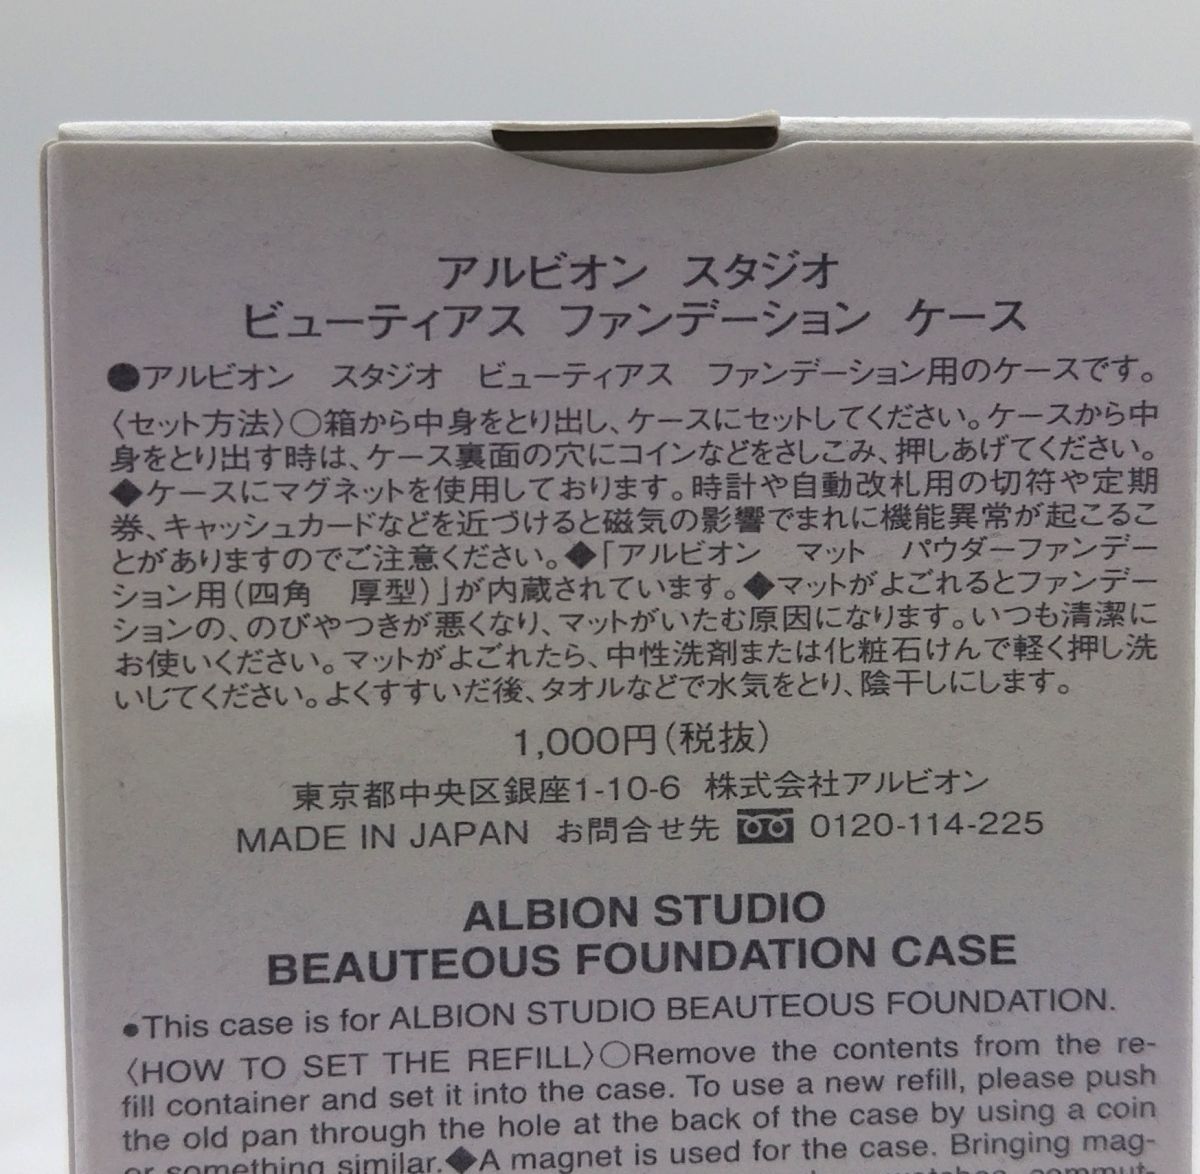 アルビオン　スタジオ
ビューティアス　ファンデーション　ケース
●アルビオン　スタジオ　ビューティアス　ファンデーション用のケースです。
〈セット方法〉○箱から中身をとり出し、ケースにセットしてください。ケースから中
身をとり出す時は、ケース裏面の穴にコインなどをさしこみ、押しあげてください。
◆ケースにマグネットを使用しております。時計や自動改札用の切符や定期
券、キャッシュカードなどを近づけると磁気の影響でまれに機能異常が起こるこ
とがありますのでご注意ください。◆「アルビオン　マット　パウダーファンデー
ション用(四角　厚型)」が内蔵されています。◆マットがよごれるとファンデー
ションの、のびやつきが悪くなり、マットがいたむ原因になります。いつも清潔に
お使いください。マットがよごれたら、中性洗剤または化粧石けんで軽く押し洗
いしてください。よくすすいだ後、タオルなどで水気をとり、陰干しにします。
1,000円(税抜)
東京都中央区銀座1-10-6 株式会社アルビオン
MADE IN JAPAN お問合せ先 0120-114-225
ALBION STUDIO
BEAUTEOUS FOUNDATION CASE
●This case is for ALBION STUDIO BEAUTEOUS FOUNDATION.
〈HOW TO SET THE REFILL〉○Remove the contents from the re-
fill container and set it into the case. To use a new refill, please push
the old pan through the hole at the back of the case by using a coin
or something similar.◆A magnet is used for the case. Bringing mag-